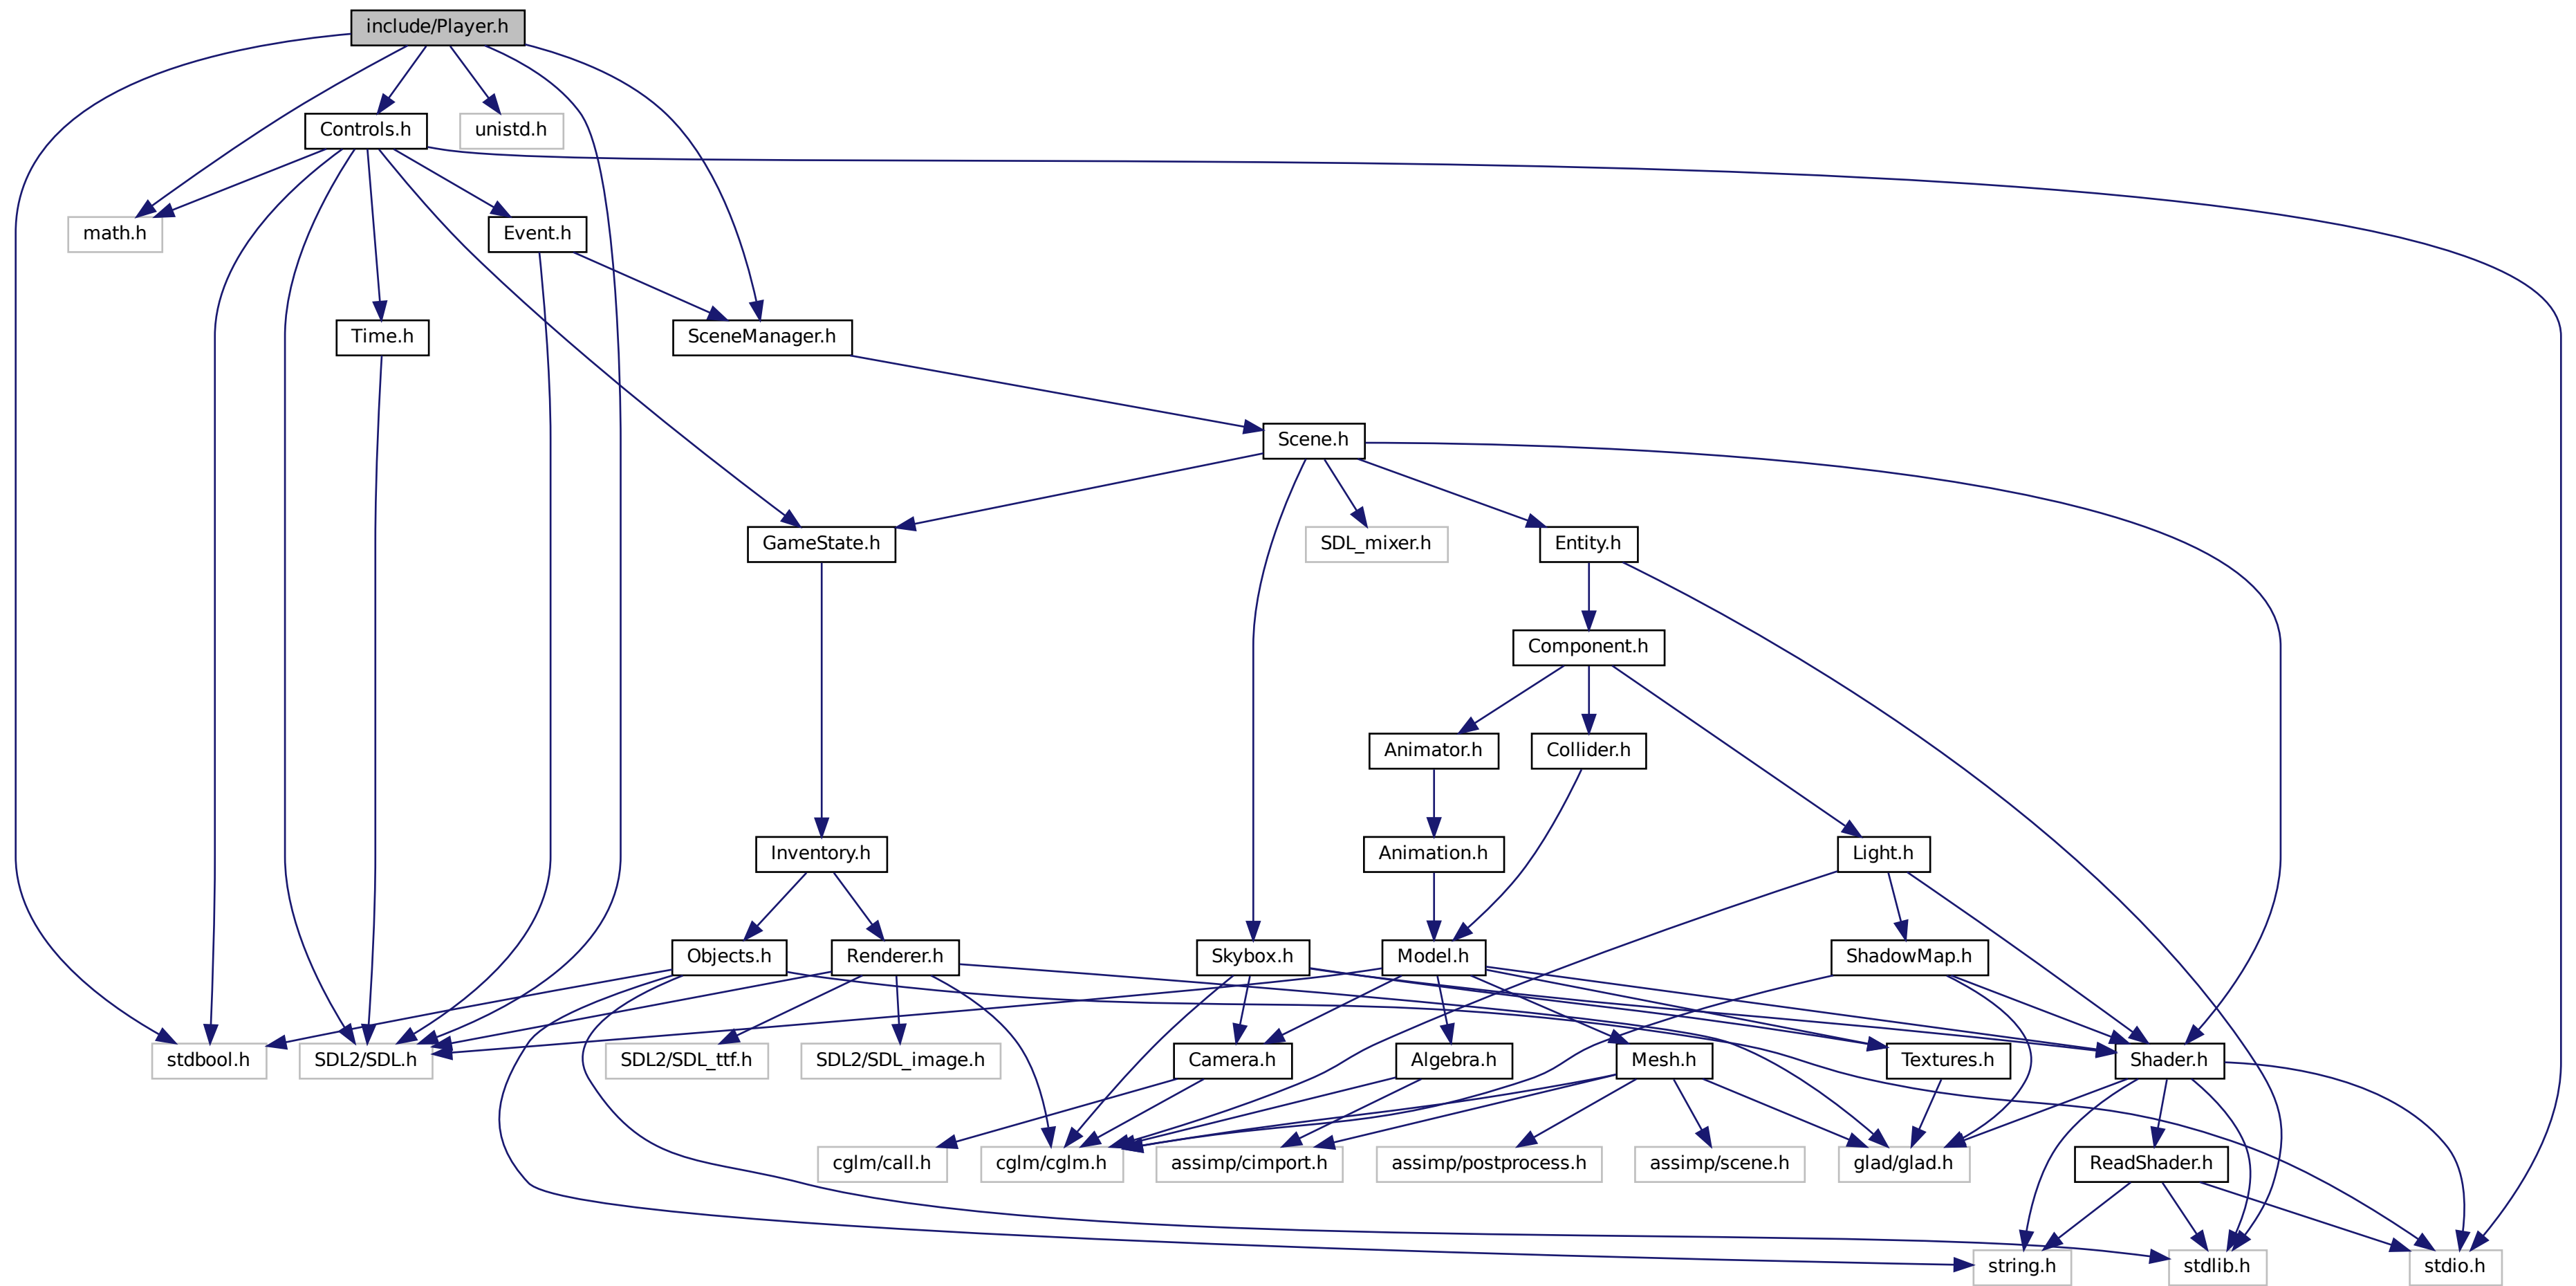 include/Player.h
Controls.h
unistd.h
math.h
Event.h
Time.h
SceneManager.h
Scene.h
GameState.h
SDL_mixer.h
Entity.h
Component.h
Animator.h
Collider.h
Inventory.h
Animation.h
Light.h
Objects.h
Renderer.h
Skybox.h
Model.h
ShadowMap.h
stdbool.h
SDL2/SDL.h
SDL2/SDL_ttf.h
SDL2/SDL_image.h
Camera.h
Algebra.h
Mesh.h
Textures.h
Shader.h
cglm/call.h
cglm/cglm.h
assimp/cimport.h
assimp/postprocess.h
assimp/scene.h
glad/glad.h
ReadShader.h
string.h
stdlib.h
stdio.h